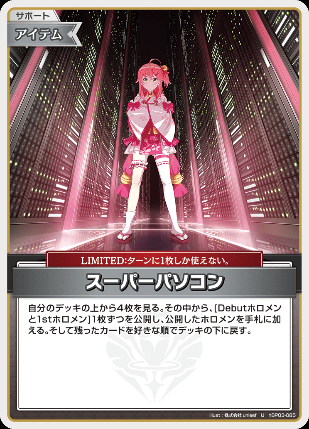 サポート
アイテム
LIMITED:ターンに1枚しか使えない。
スーパーパソコン
自分のデッキの上から4枚を見る。その中から、[Debutホロメン
と1stホロメン]1枚ずつを公開し、公開したホロメンを手札に加
える。そして残ったカードを好きな順でデッキの下に戻す。